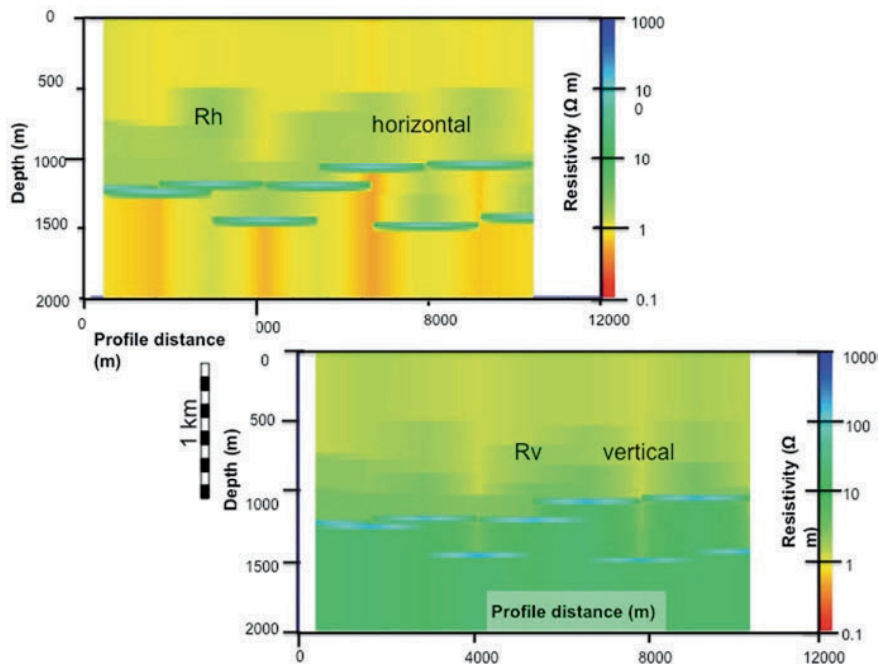 0
500
1000
1500
2000
Depth (m)
Rh
horizontal
1000
10
0
10
1
0.1
Resistivity (Ω m)
0
000
8000
12000
Profile distance
(m)
1 km
0
500
1000
1500
2000
Depth (m)
Rv
vertical
1000
100
10
1
0.1
Resistivity (Ω
m)
Profile distance (m)
4000
8000
12000